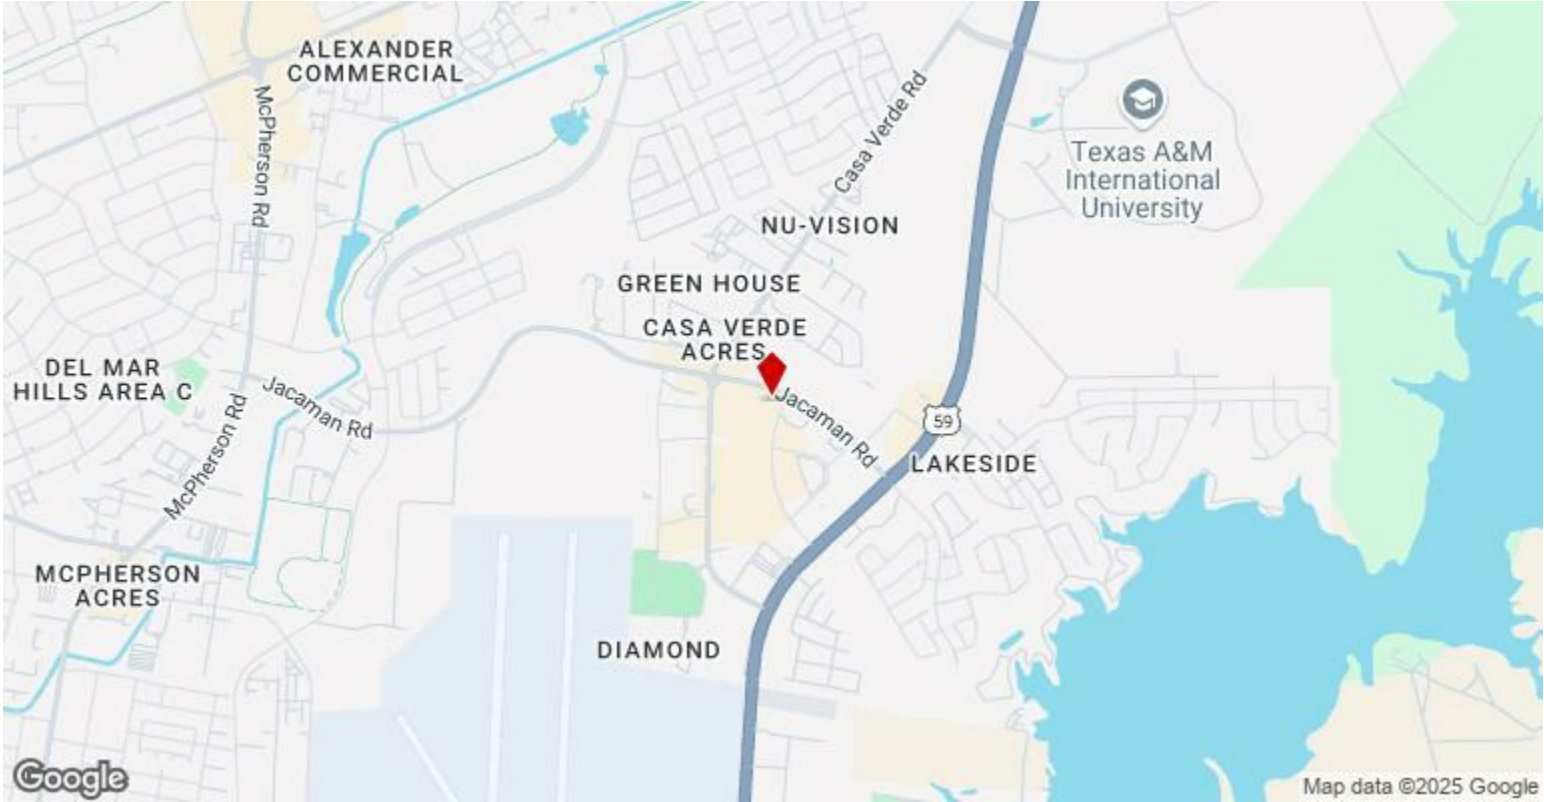 ALEXANDER
COMMERCIAL
McPherson Rd
Casa Verde Rd
Texas A&M
International
University
NU-VISION
GREEN HOUSE
CASA VERDE
ACRES
DEL MAR
HILLS AREA C
Jacaman Rd
McPherson Rd
Jacaman Rd
59
LAKESIDE
MCPHERSON
ACRES
DIAMOND
Google
Map data ©2025 Google